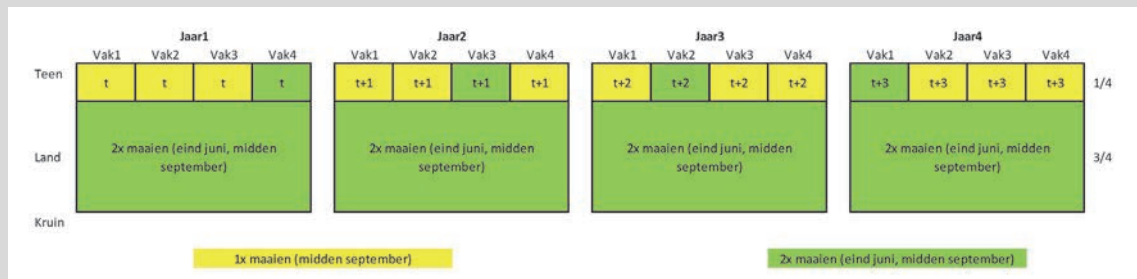 Jaar1 Jaar2 Jaar3 Jaar4
Vak1 Vak2 Vak3 Vak4 Vak1 Vak2 Vak3 Vak4 Vak1 Vak2 Vak3 Vak4 Vak1 Vak2 Vak3 Vak4
Teen t t t t t+1 t+1 t+1 t+1 t+2 t+2 t+2 t+2 t+3 t+3 t+3 t+3 1/4
Land 2x maaien (eind juni, midden 2x maaien (eind juni, midden 2x maaien (eind juni, midden 2x maaien (eind juni, midden 3/4
september) september) september) september)
Kruin
1x maaien (midden september) 2x maaien (eind juni, midden september)